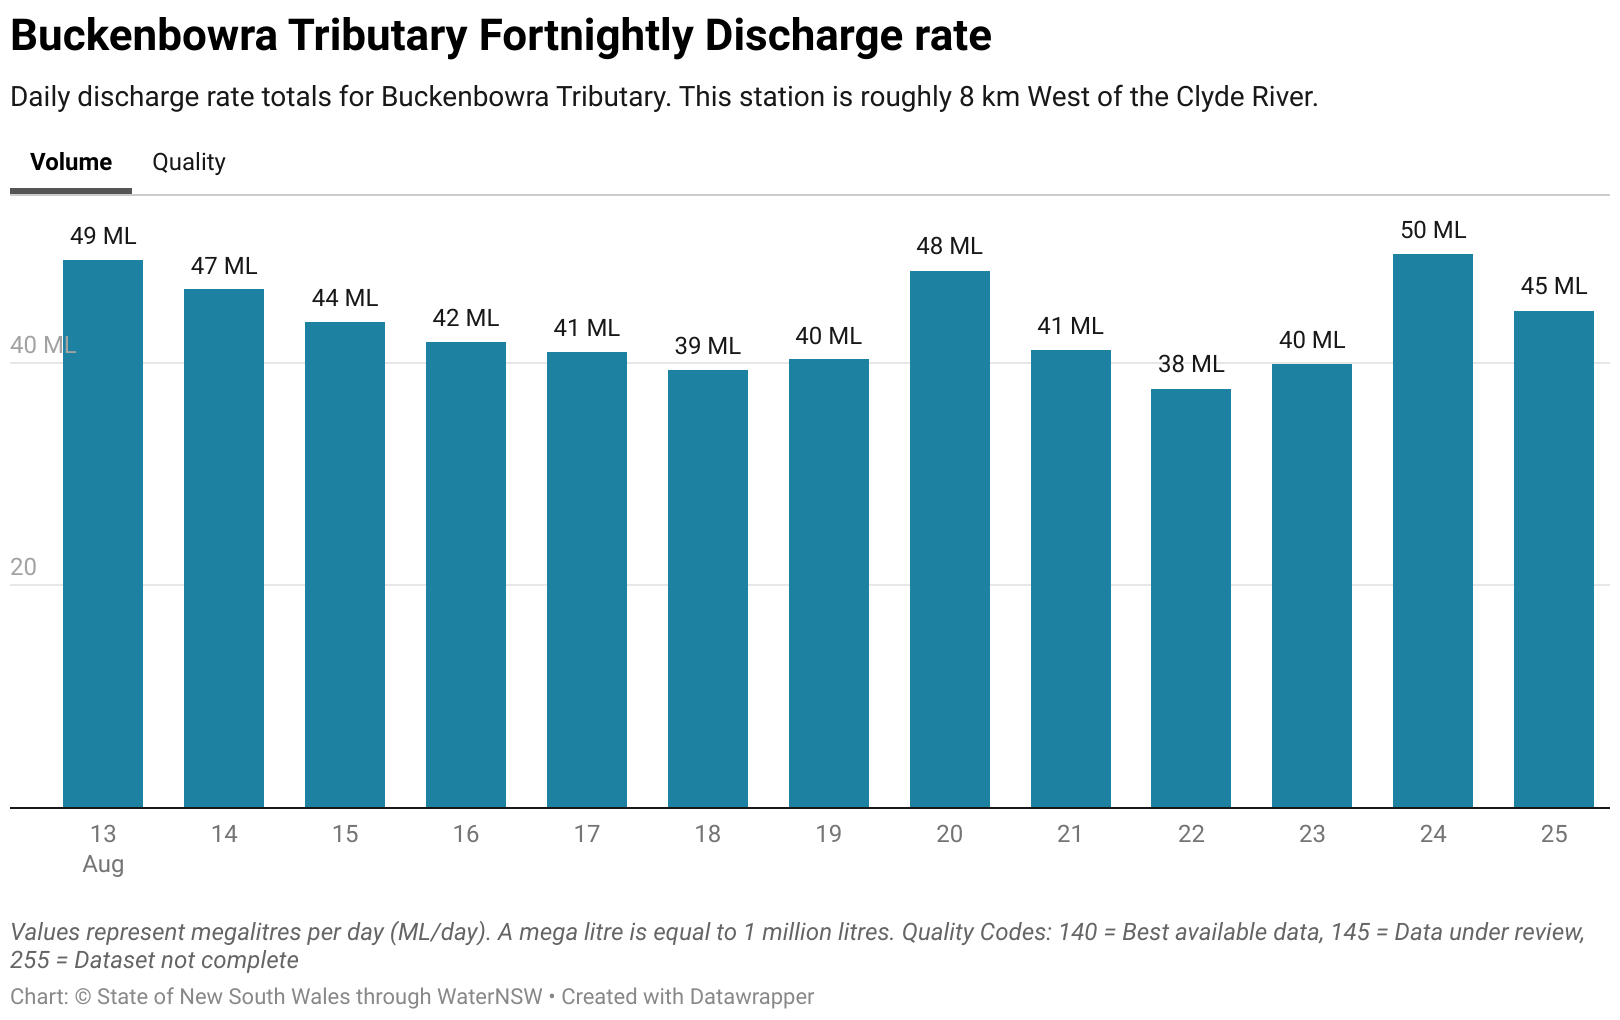 Buckenbowra Tributary Fortnightly Discharge rate
Daily discharge rate totals for Buckenbowra Tributary. This station is roughly 8 km West of the Clyde River.
Volume Quality
49 ML 47 ML 44 ML 42 ML 41 ML 39 ML 40 ML 48 ML 41 ML 38 ML 40 ML 50 ML 45 ML
40 ML
20
13 14 15 16 17 18 19 20 21 22 23 24 25
Aug
Values represent megalitres per day (ML/day). A mega litre is equal to 1 million litres. Quality Codes: 140 = Best available data, 145 = Data under review,
255 = Dataset not complete
Chart: © State of New South Wales through WaterNSW • Created with Datawrapper